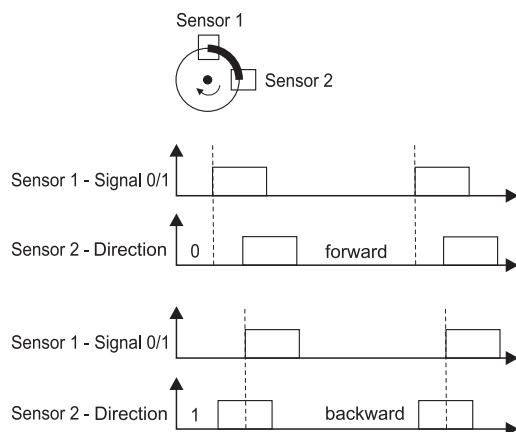 Sensor 1
Sensor 2
Sensor 1 - Signal 0/1
Sensor 2 - Direction 0 forward
Sensor 1 - Signal 0/1
Sensor 2 - Direction 1 backward